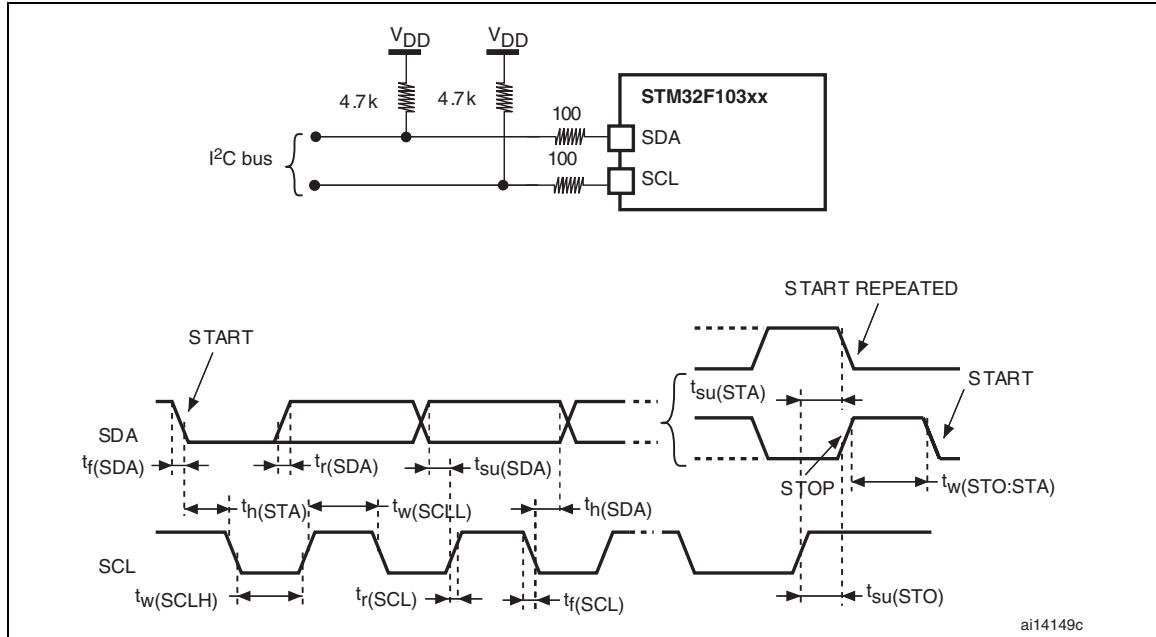 VDD VDD
STM32F103xx
4.7k 4.7k 100
SDA
I2C bus 100
SCL
START REPEATED
START
tsu(STA) START
SDA
tf(SDA) tr(SDA) tsu(SDA)
STOP tw(STO:STA)
th(STA) tw(SCLL) th(SDA)
SCL
tw(SCLH) tr(SCL) tf(SCL) tsu(STO)
ai14149c